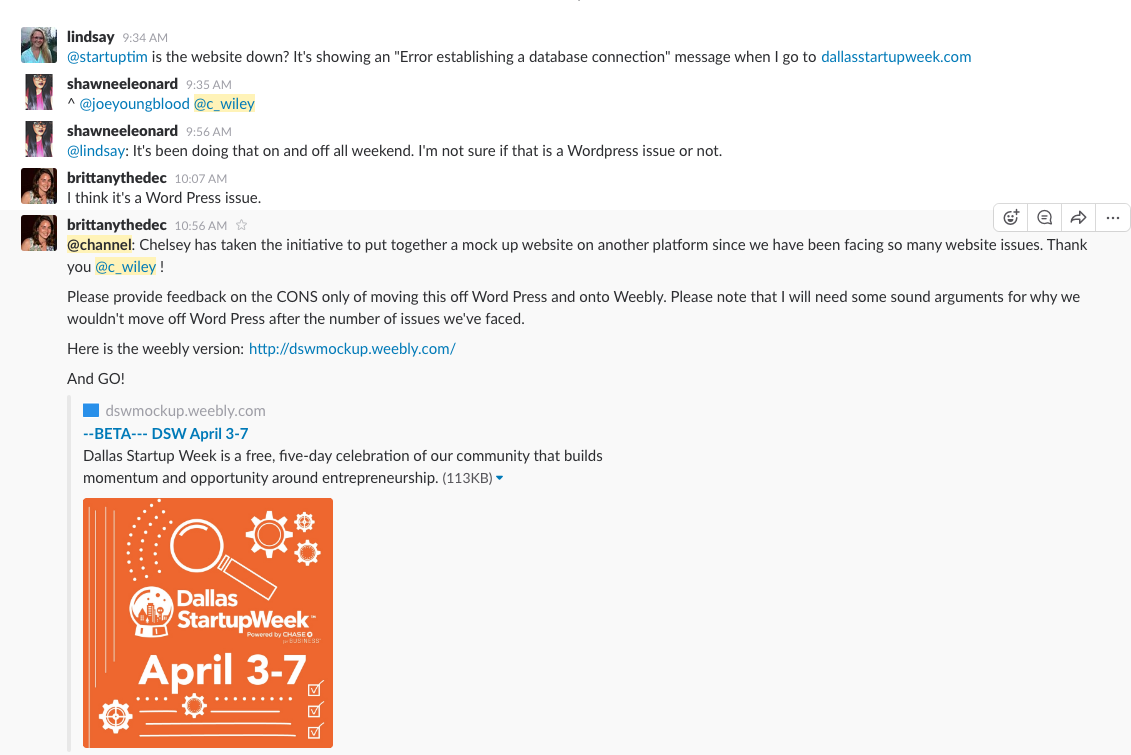 lindsay 9:34 AM
@startuptim is the website down? It's showing an "Error establishing a database connection" message when I go to dallasstartupweek.com
shawneeleonard 9:35 AM
^ @joeyoungblood @c_wiley
shawneeleonard 9:56 AM
@lindsay: It's been doing that on and off all weekend. I'm not sure if that is a Wordpress issue or not.
brittanythedec 10:07 AM
I think it's a Word Press issue.
brittanythedec 10:56 AM
@channel: Chelsey has taken the initiative to put together a mock up website on another platform since we have been facing so many website issues. Thank
you @c_wiley !
Please provide feedback on the CONS only of moving this off Word Press and onto Weebly. Please note that I will need some sound arguments for why we
wouldn't move off Word Press after the number of issues we've faced.
Here is the weebly version: http://dswmockup.weebly.com/
And GO!
dswmockup.weebly.com
--BETA--- DSW April 3-7
Dallas Startup Week is a free, five-day celebration of our community that builds
momentum and opportunity around entrepreneurship. (113KB)
Dallas
StartupWeek™
Powered by CHASE
for BUSINESS
April 3-7